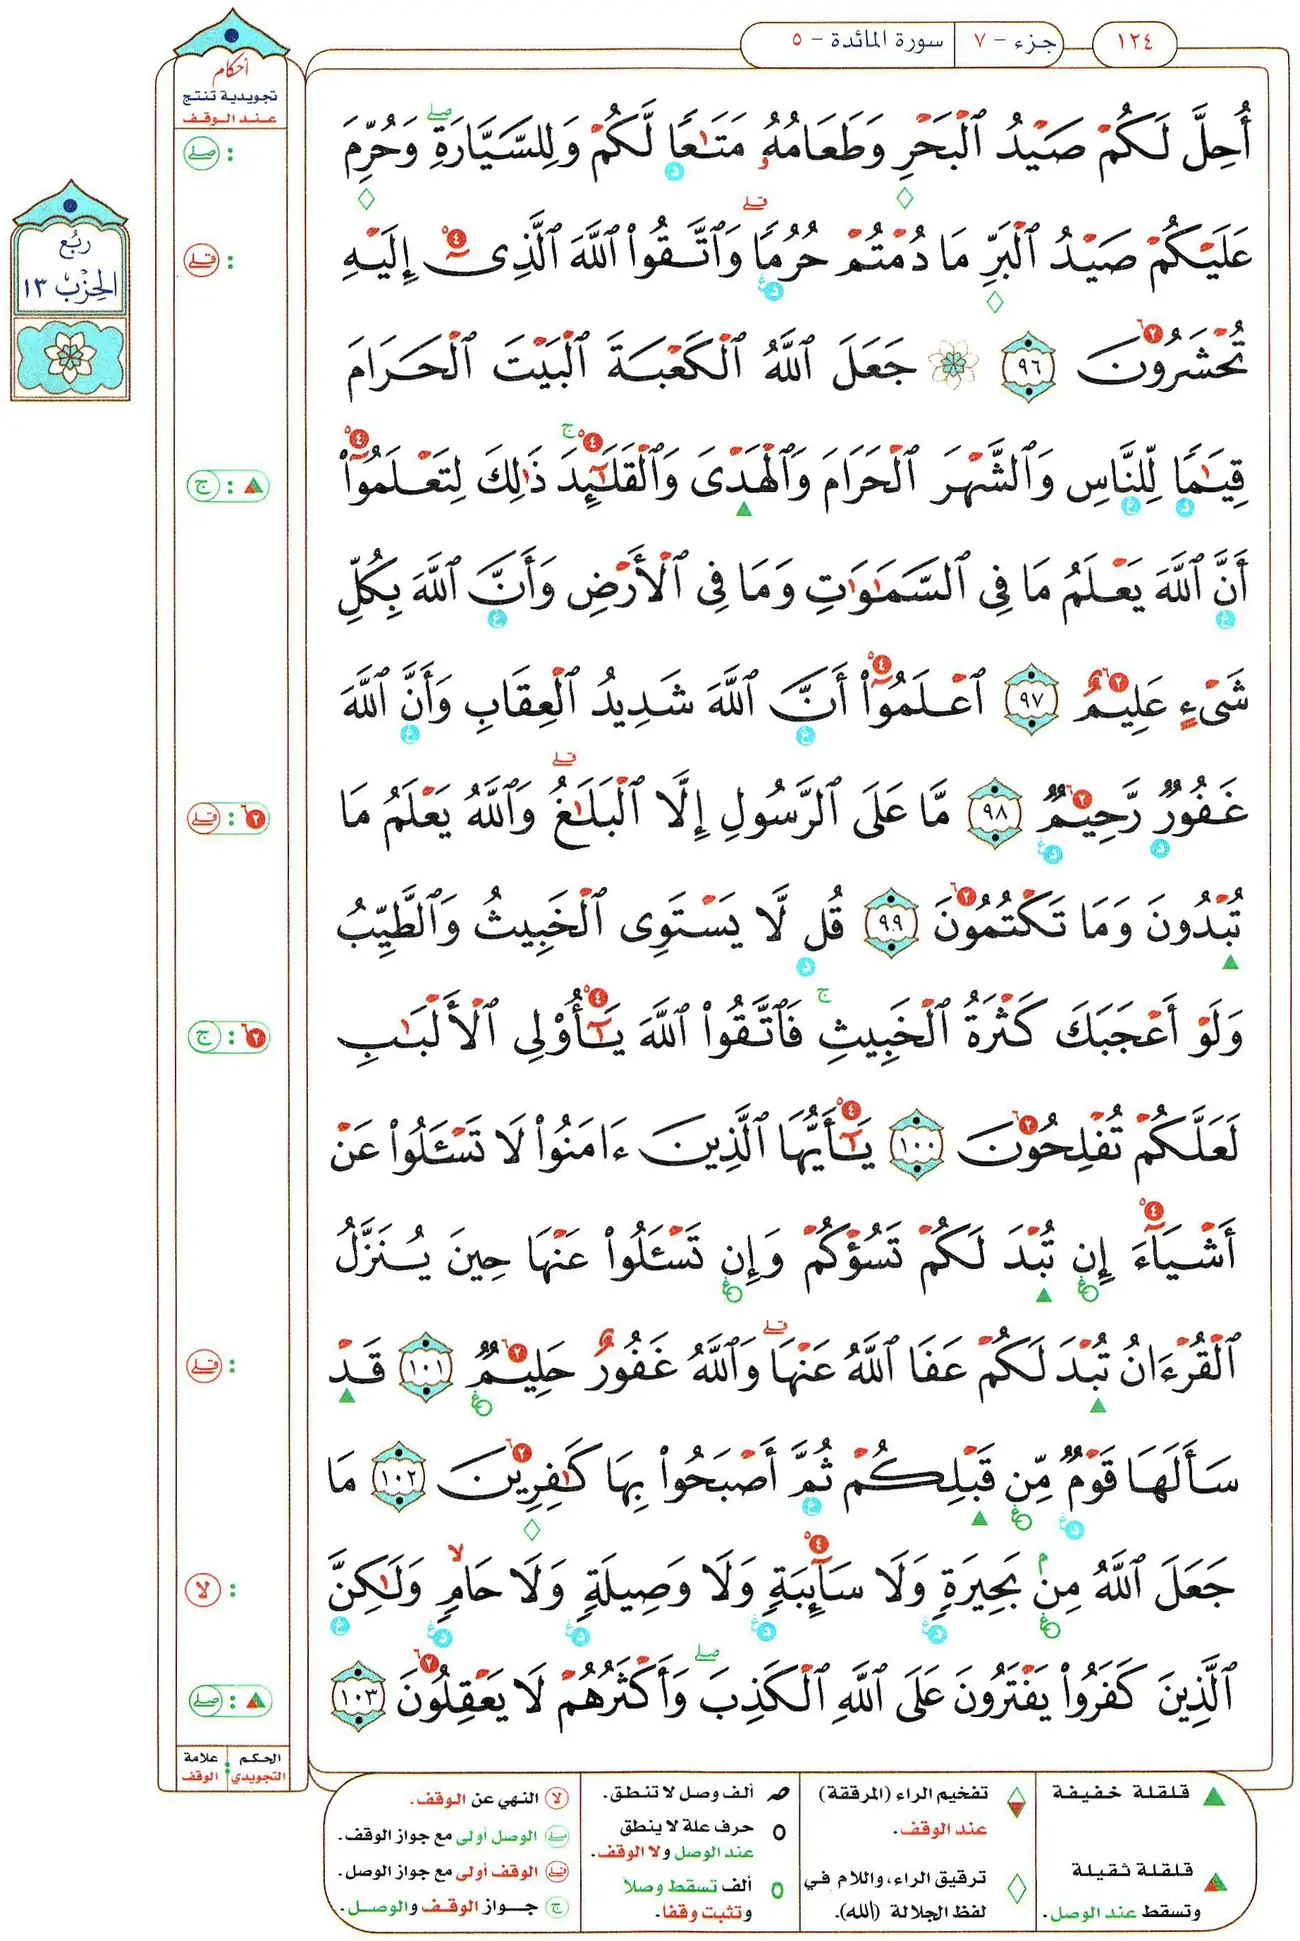 ١٢٤
جزء - ٧
سورة المائدة - ٥
أحكام
تجويدية تنتج
عند الوقف
ربع
الحزب ١٣
أُحِلَّ لَكُمْ صَيْدُ ٱلْبَحْرِ وَطَعَامُهُۥ مَتَـٰعًا لَّكُمْ وَلِلسَّيَّارَةِ ۖ وَحُرِّمَ
عَلَيْكُمْ صَيْدُ ٱلْبَرِّ مَا دُمْتُمْ حُرُمًا ۗ وَٱتَّقُوا۟ ٱللَّهَ ٱلَّذِىٓ إِلَيْهِ
تُحْشَرُونَ ٩٦ ۞ جَعَلَ ٱللَّهُ ٱلْكَعْبَةَ ٱلْبَيْتَ ٱلْحَرَامَ
قِيَـٰمًا لِّلنَّاسِ وَٱلشَّهْرَ ٱلْحَرَامَ وَٱلْهَدْىَ وَٱلْقَلَـٰٓئِدَ ۚ ذَٰلِكَ لِتَعْلَمُوٓا۟
أَنَّ ٱللَّهَ يَعْلَمُ مَا فِى ٱلسَّمَـٰوَٰتِ وَمَا فِى ٱلْأَرْضِ وَأَنَّ ٱللَّهَ بِكُلِّ
شَىْءٍ عَلِيمٌ ٩٧ ٱعْلَمُوٓا۟ أَنَّ ٱللَّهَ شَدِيدُ ٱلْعِقَابِ وَأَنَّ ٱللَّهَ
غَفُورٌ رَّحِيمٌ ٩٨ مَّا عَلَى ٱلرَّسُولِ إِلَّا ٱلْبَلَـٰغُ ۗ وَٱللَّهُ يَعْلَمُ مَا
تُبْدُونَ وَمَا تَكْتُمُونَ ٩٩ قُل لَّا يَسْتَوِى ٱلْخَبِيثُ وَٱلطَّيِّبُ
وَلَوْ أَعْجَبَكَ كَثْرَةُ ٱلْخَبِيثِ ۚ فَٱتَّقُوا۟ ٱللَّهَ يَـٰٓأُو۟لِى ٱلْأَلْبَـٰبِ
لَعَلَّكُمْ تُفْلِحُونَ ١٠٠ يَـٰٓأَيُّهَا ٱلَّذِينَ ءَامَنُوا۟ لَا تَسْـَٔلُوا۟ عَنْ
أَشْيَآءَ إِن تُبْدَ لَكُمْ تَسُؤْكُمْ وَإِن تَسْـَٔلُوا۟ عَنْهَا حِينَ يُنَزَّلُ
ٱلْقُرْءَانُ تُبْدَ لَكُمْ عَفَا ٱللَّهُ عَنْهَا ۗ وَٱللَّهُ غَفُورٌ حَلِيمٌ ١٠١ قَدْ
سَأَلَهَا قَوْمٌ مِّن قَبْلِكُمْ ثُمَّ أَصْبَحُوا۟ بِهَا كَـٰفِرِينَ ١٠٢ مَا
جَعَلَ ٱللَّهُ مِنۢ بَحِيرَةٍ وَلَا سَآئِبَةٍ وَلَا وَصِيلَةٍ وَلَا حَامٍ ۙ وَلَـٰكِنَّ
ٱلَّذِينَ كَفَرُوا۟ يَفْتَرُونَ عَلَى ٱللَّهِ ٱلْكَذِبَ ۖ وَأَكْثَرُهُمْ لَا يَعْقِلُونَ ١٠٣
الحكم التجويدي : علامة الوقف
قلقلة خفيفة
قلقلة ثقيلة
وتسقط عند الوصل.
تفخيم الراء (المرققة)
عند الوقف.
ترقيق الراء، واللام في
لفظ الجلالة (الله).
ألف وصل لا تنطق.
حرف علة لا ينطق
عند الوصل ولا الوقف.
ألف تسقط وصلاً
وتثبت وقفا.
لا النهي عن الوقف.
صلى الوصل أولى مع جواز الوقف.
قلى الوقف أولى مع جواز الوصل.
ج جـواز الوقـف والوصـل.